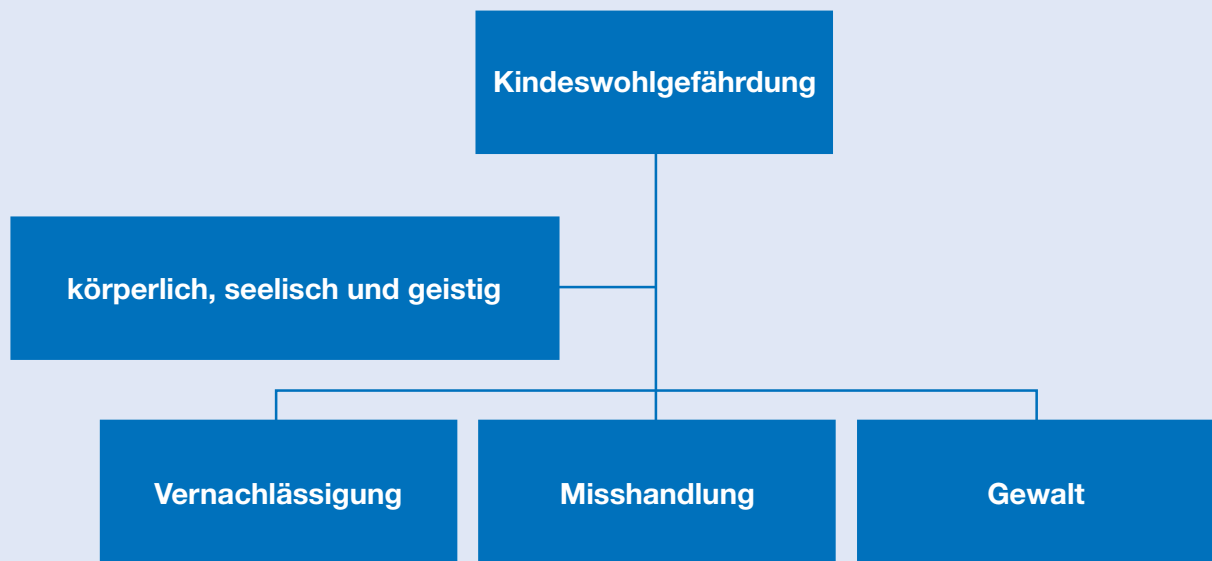 Kindeswohlgefährdung
körperlich, seelisch und geistig
Vernachlässigung
Misshandlung
Gewalt